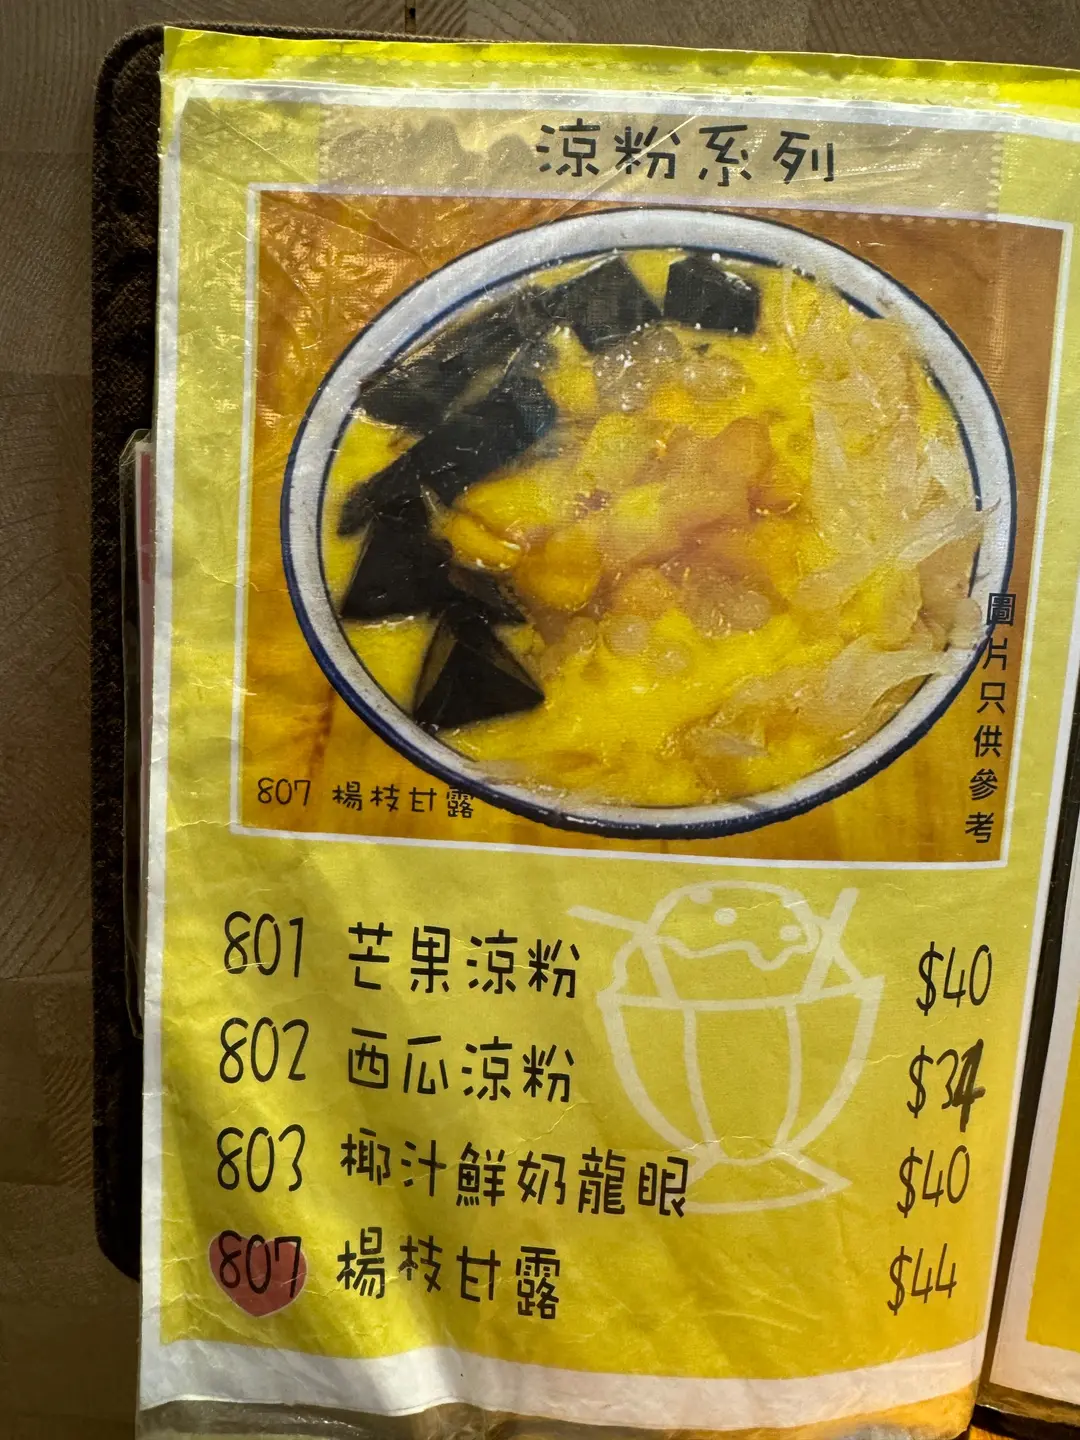 涼粉系列
圖片只供參考
807 楊枝甘露
801 芒果涼粉 $40
802 西瓜涼粉
803 椰汁鮮奶龍眼 $40
807 楊枝甘露 $44